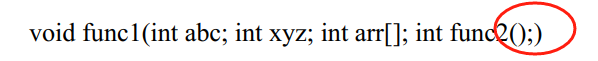 void func1(int abc; int xyz; int arr[]; int func2();)